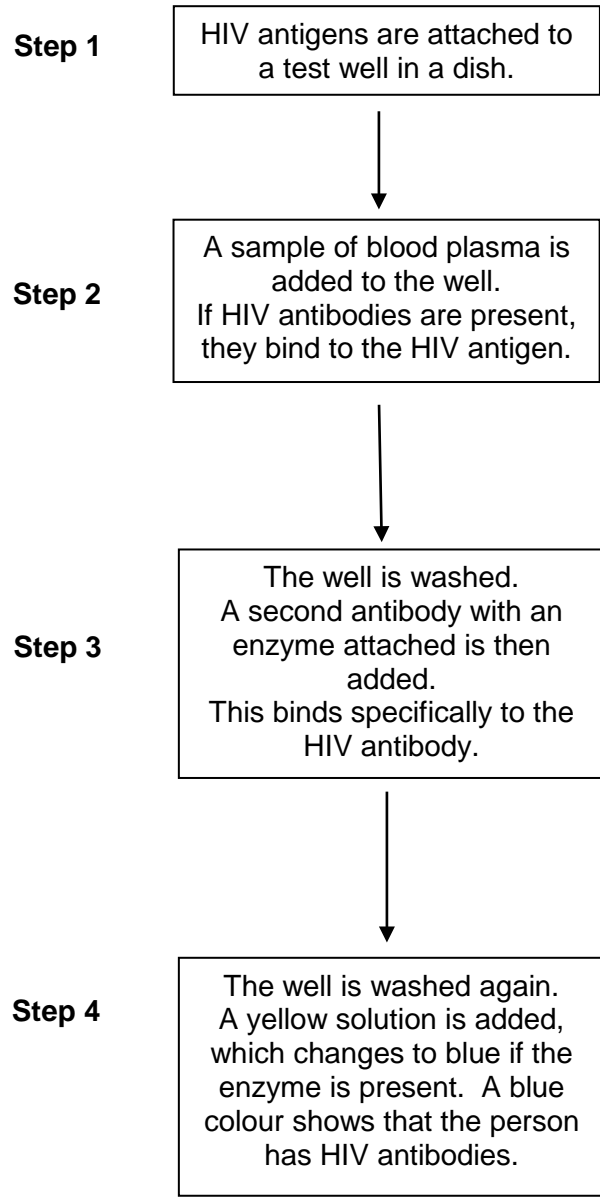 Step 1
HIV antigens are attached to
a test well in a dish.
Step 2
A sample of blood plasma is
added to the well.
If HIV antibodies are present,
they bind to the HIV antigen.
Step 3
The well is washed.
A second antibody with an
enzyme attached is then
added.
This binds specifically to the
HIV antibody.
Step 4
The well is washed again.
A yellow solution is added,
which changes to blue if the
enzyme is present.  A blue
colour shows that the person
has HIV antibodies.